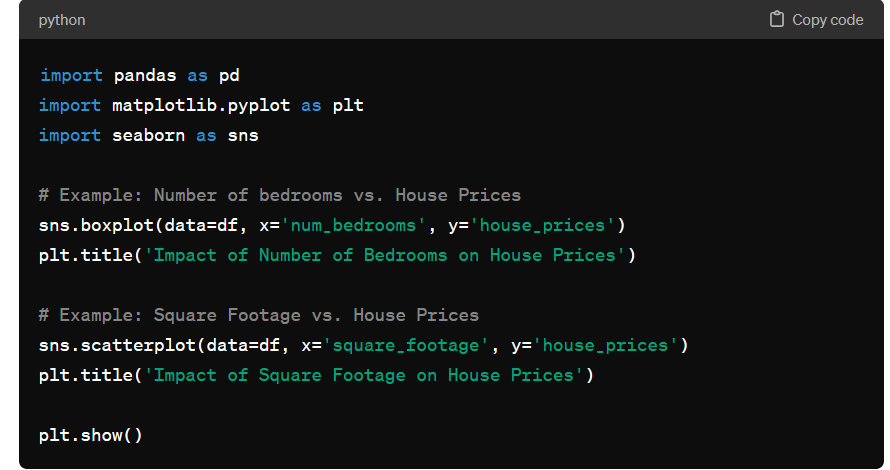 python
Copy code
import pandas as pd
import matplotlib.pyplot as plt
import seaborn as sns
# Example: Number of bedrooms vs. House Prices
sns.boxplot(data=df, x='num_bedrooms', y='house_prices')
plt.title('Impact of Number of Bedrooms on House Prices')
# Example: Square Footage vs. House Prices
sns.scatterplot(data=df, x='square_footage', y='house_prices')
plt.title('Impact of Square Footage on House Prices')
plt.show()